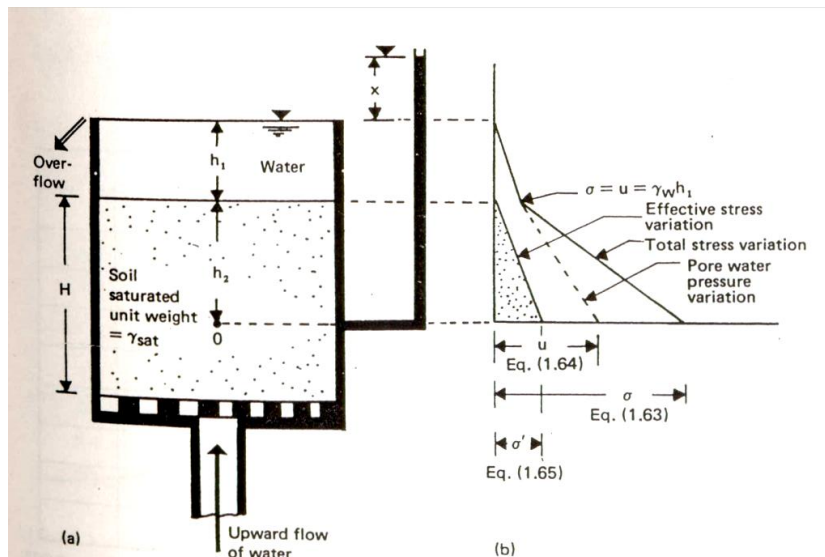 x
Over-
flow
h₁
Water
H
h₂
Soil
saturated
unit weight
= γsat
0
(a)
Upward flow
of water
σ = u = γwh₁
Effective stress
variation
Total stress variation
Pore water
pressure
variation
u
Eq. (1.64)
σ
Eq. (1.63)
σ'
Eq. (1.65)
(b)